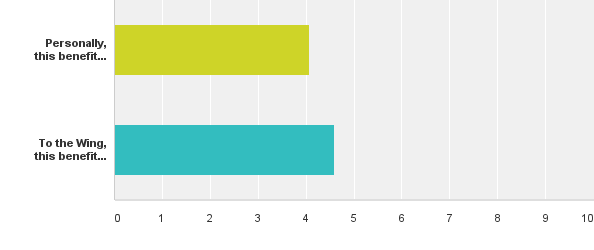 Personally,
this benefit...
To the Wing,
this benefit...
0 1 2 3 4 5 6 7 8 9 10